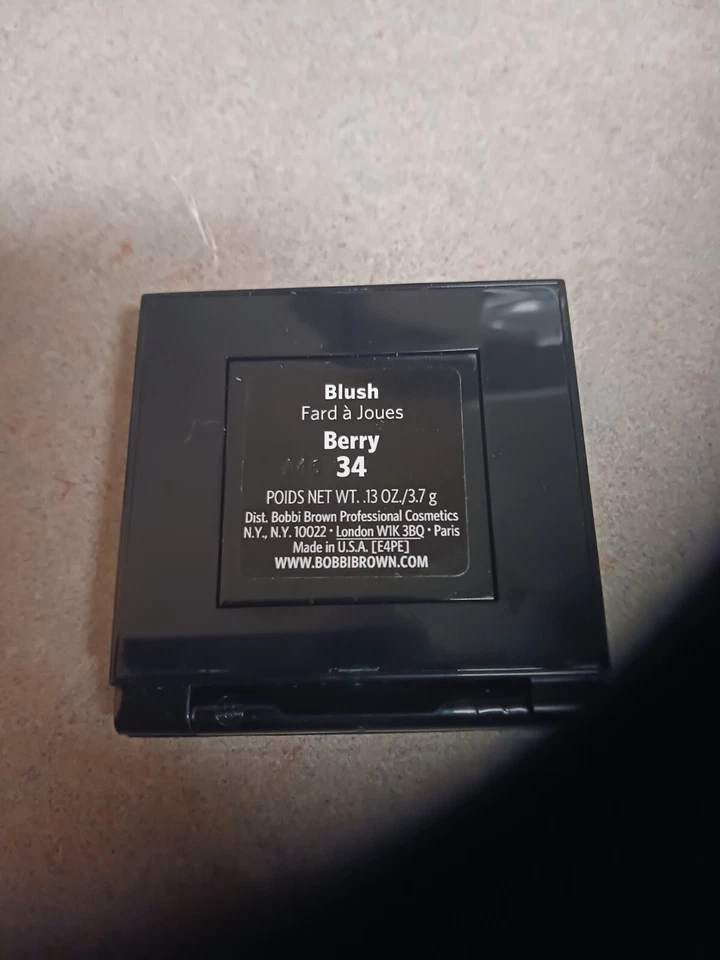 Blush
Fard à Joues
Berry
34
POIDS NET WT. .13 OZ./3.7 g
Dist. Bobbi Brown Professional Cosmetics
N.Y., N.Y. 10022 • London W1K 3BQ • Paris
Made in U.S.A. [E4PE]
WWW.BOBBIBROWN.COM